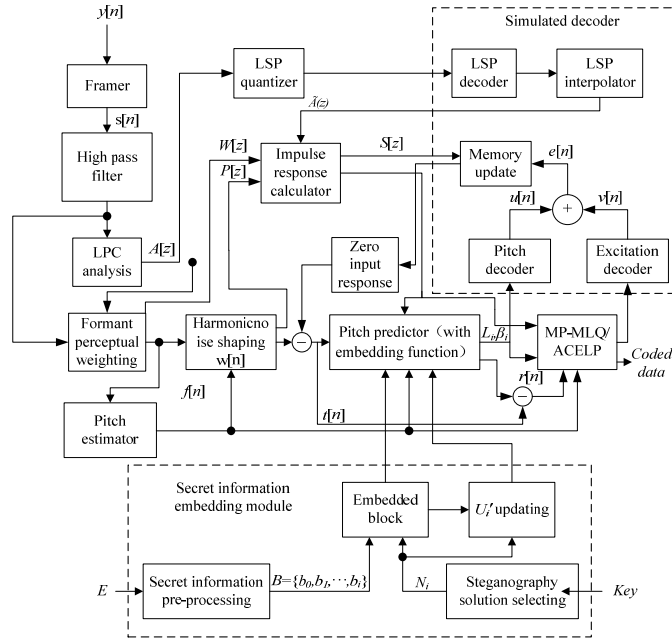 y[n]
Simulated decoder
Framer
LSP
quantizer
LSP
decoder
LSP
interpolator
s[n]
Ã(z)
High pass
filter
W[z]
P[z]
Impulse
response
calculator
S[z]
Memory
update
e[n]
u[n]
v[n]
+
LPC
analysis
A[z]
Zero
input
response
Pitch
decoder
Excitation
decoder
Formant
perceptual
weighting
Harmonicno
ise shaping
w[n]
−
Pitch predictor（with
embedding function）
Li,βi
MP-MLQ/
ACELP
Coded
data
f[n]
r[n]
−
t[n]
Pitch
estimator
Secret information
embedding module
Embedded
block
Ui′ updating
E
Secret information
pre-processing
B={b0,b1,···,bi}
Ni
Steganography
solution selecting
Key